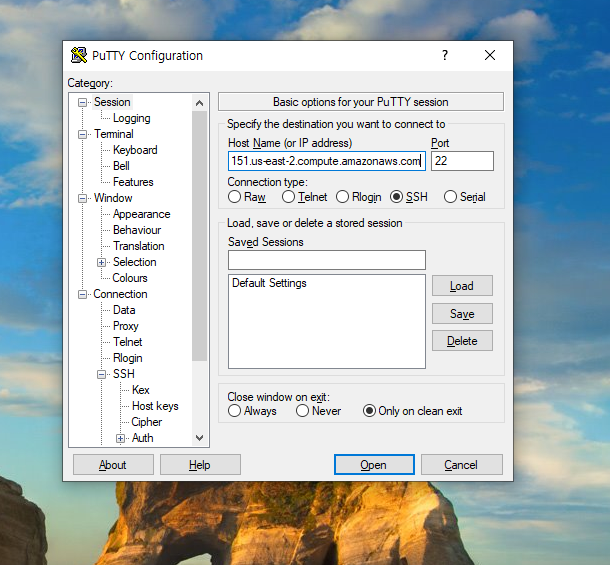 PuTTY Configuration
?
Category:
Session
Logging
Terminal
Keyboard
Bell
Features
Window
Appearance
Behaviour
Translation
Selection
Colours
Connection
Data
Proxy
Telnet
Rlogin
SSH
Kex
Host keys
Cipher
Auth
Basic options for your PuTTY session
Specify the destination you want to connect to
Host Name (or IP address) Port
151.us-east-2.compute.amazonaws.com 22
Connection type:
Raw Telnet Rlogin SSH Serial
Load, save or delete a stored session
Saved Sessions
Default Settings
Load
Save
Delete
Close window on exit:
Always Never Only on clean exit
About Help Open Cancel